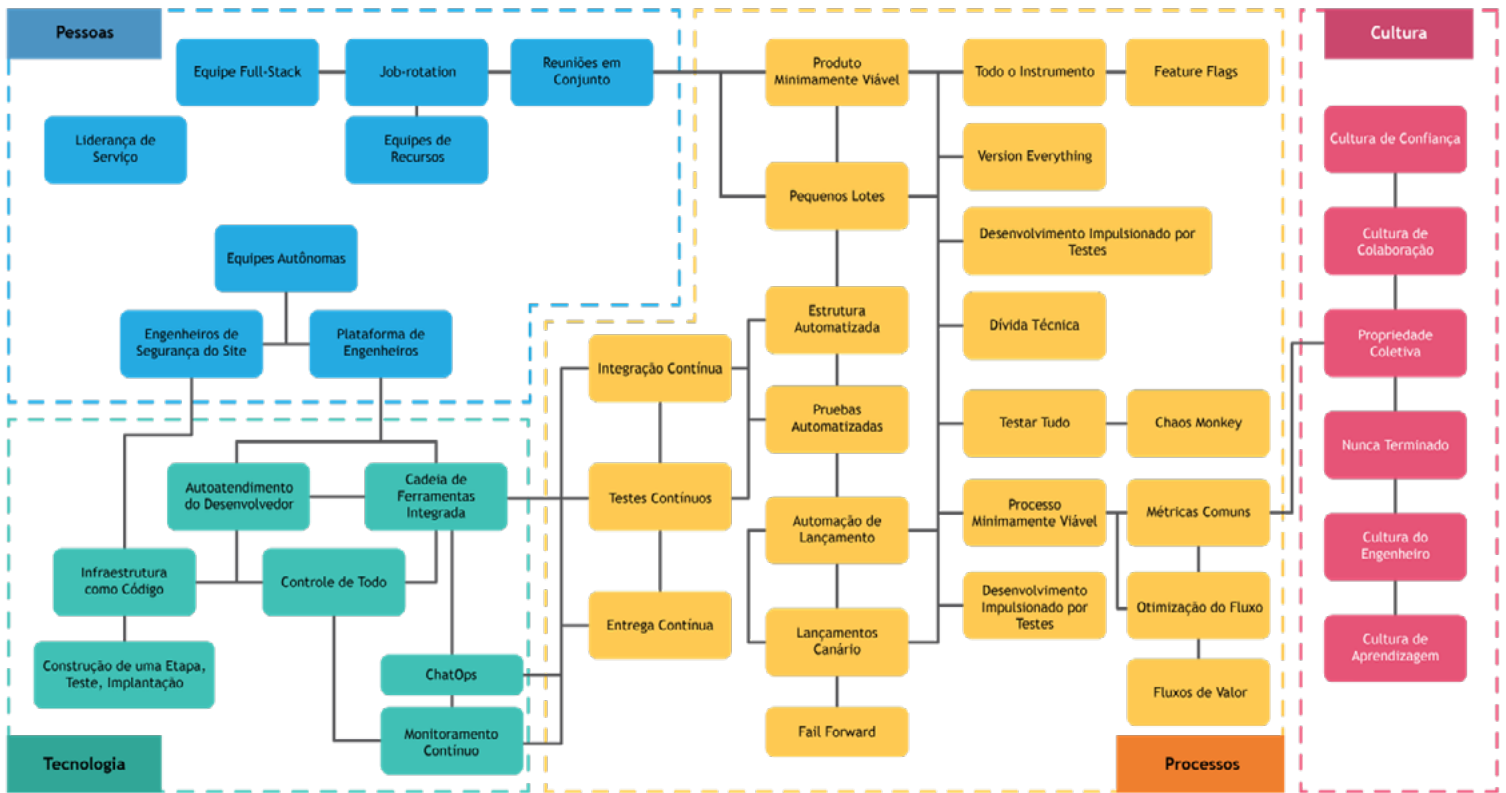 Pessoas
Equipe Full-Stack
Job-rotation
Reuniões em
Conjunto
Liderança de
Serviço
Equipes de
Recursos
Equipes Autônomas
Engenheiros de
Segurança do Site
Plataforma de
Engenheiros
Autoatendimento
do Desenvolvedor
Cadeia de
Ferramentas
Integrada
Infraestrutura
como Código
Controle de Todo
Construção de uma Etapa,
Teste, Implantação
ChatOps
Monitoramento
Contínuo
Tecnologia
Integração Contínua
Testes Contínuos
Entrega Contínua
Produto
Minimamente Viável
Pequenos Lotes
Estrutura
Automatizada
Pruebas
Automatizadas
Automação de
Lançamento
Lançamentos
Canário
Fail Forward
Todo o Instrumento
Feature Flags
Version Everything
Desenvolvimento Impulsionado por
Testes
Dívida Técnica
Testar Tudo
Chaos Monkey
Processo
Minimamente Viável
Métricas Comuns
Desenvolvimento
Impulsionado por
Testes
Otimização do Fluxo
Fluxos de Valor
Processos
Cultura
Cultura de Confiança
Cultura de
Colaboração
Propriedade
Coletiva
Nunca Terminado
Cultura do
Engenheiro
Cultura de
Aprendizagem